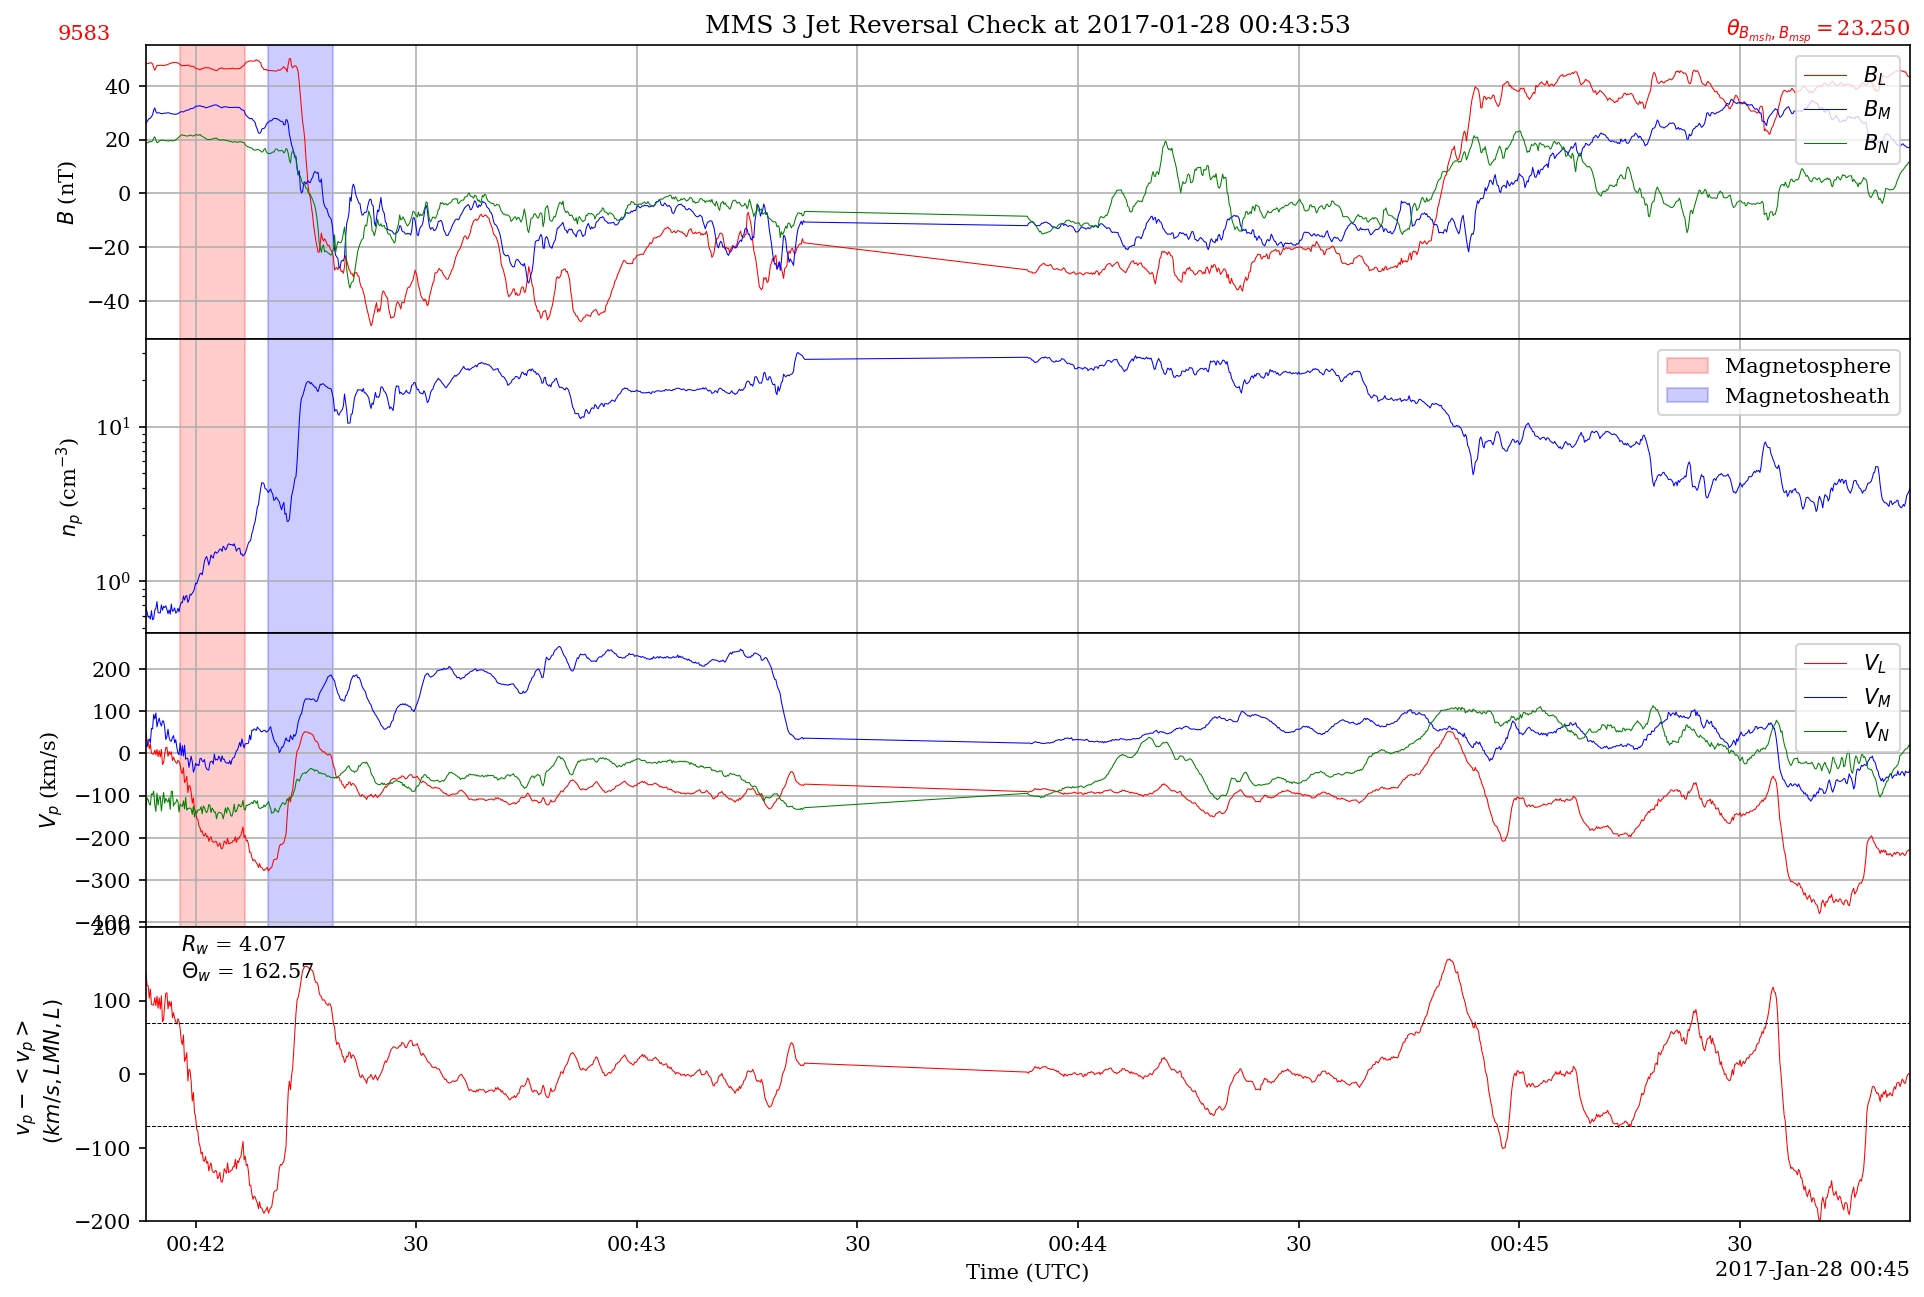 9583
MMS 3 Jet Reversal Check at 2017-01-28 00:43:53
θ_{B_{msh}, B_{msp}} = 23.250
B (nT)
40
20
0
−20
−40
B_L
B_M
B_N
n_p (cm^{−3})
10^1
10^0
Magnetosphere
Magnetosheath
V_p (km/s)
200
100
0
−100
−200
−300
−400
V_L
V_M
V_N
v_p − < v_p >
(km/s, LMN, L)
200
100
0
−100
−200
R_w = 4.07
Θ_w = 162.57
00:42 30 00:43 30 00:44 30 00:45 30
Time (UTC)
2017-Jan-28 00:45